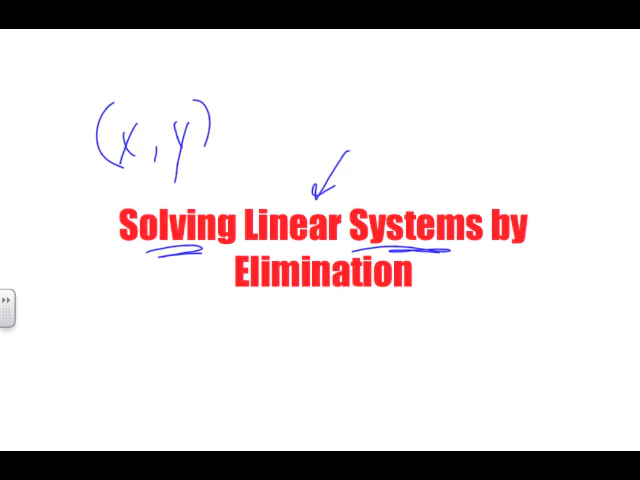 (x, y)
Solving Linear Systems by
Elimination